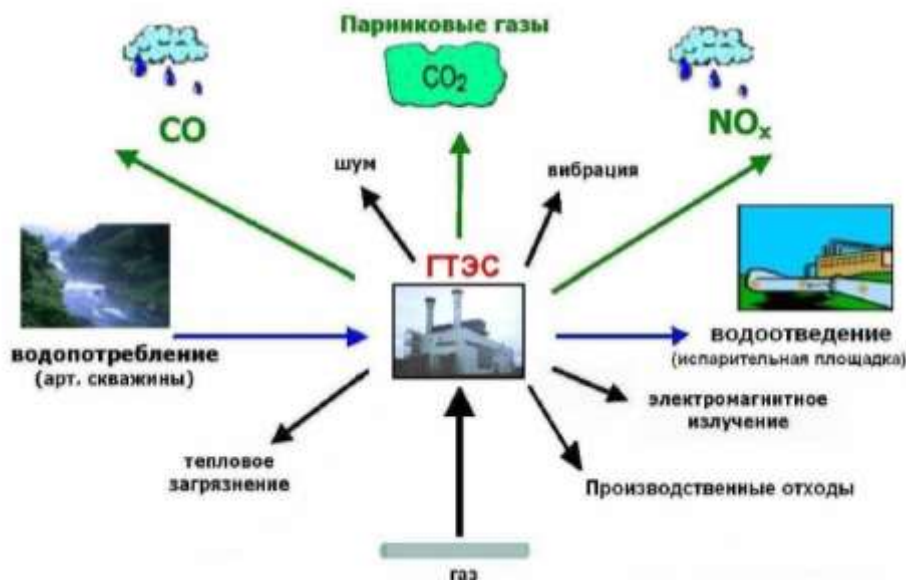 Парниковые газы
CO₂
CO
NOₓ
шум
вибрация
ГТЭС
водопотребление
(арт. скважины)
водоотведение
(испарительная площадка)
электромагнитное
излучение
тепловое
загрязнение
Производственные отходы
газ